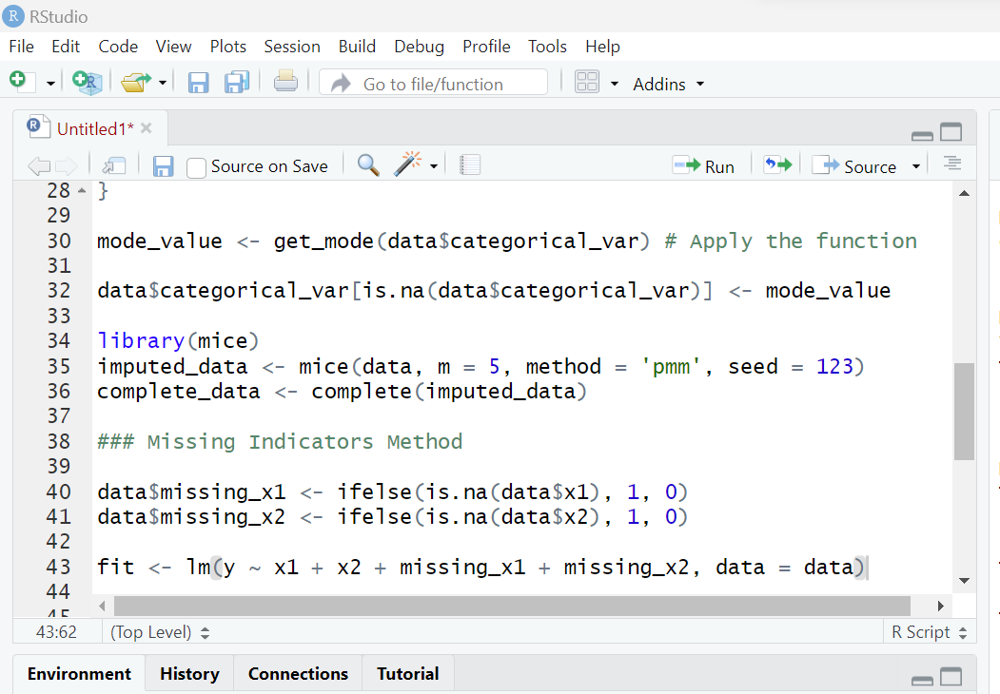 R RStudio
File Edit Code View Plots Session Build Debug Profile Tools Help
R Go to file/function Addins
R Untitled1*
Source on Save Run Source
28 }
29
30 mode_value <- get_mode(data$categorical_var) # Apply the function
31
32 data$categorical_var[is.na(data$categorical_var)] <- mode_value
33
34 library(mice)
35 imputed_data <- mice(data, m = 5, method = 'pmm', seed = 123)
36 complete_data <- complete(imputed_data)
37
38 ### Missing Indicators Method
39
40 data$missing_x1 <- ifelse(is.na(data$x1), 1, 0)
41 data$missing_x2 <- ifelse(is.na(data$x2), 1, 0)
42
43 fit <- lm(y ~ x1 + x2 + missing_x1 + missing_x2, data = data)
44
45
43:62 (Top Level) R Script
Environment History Connections Tutorial